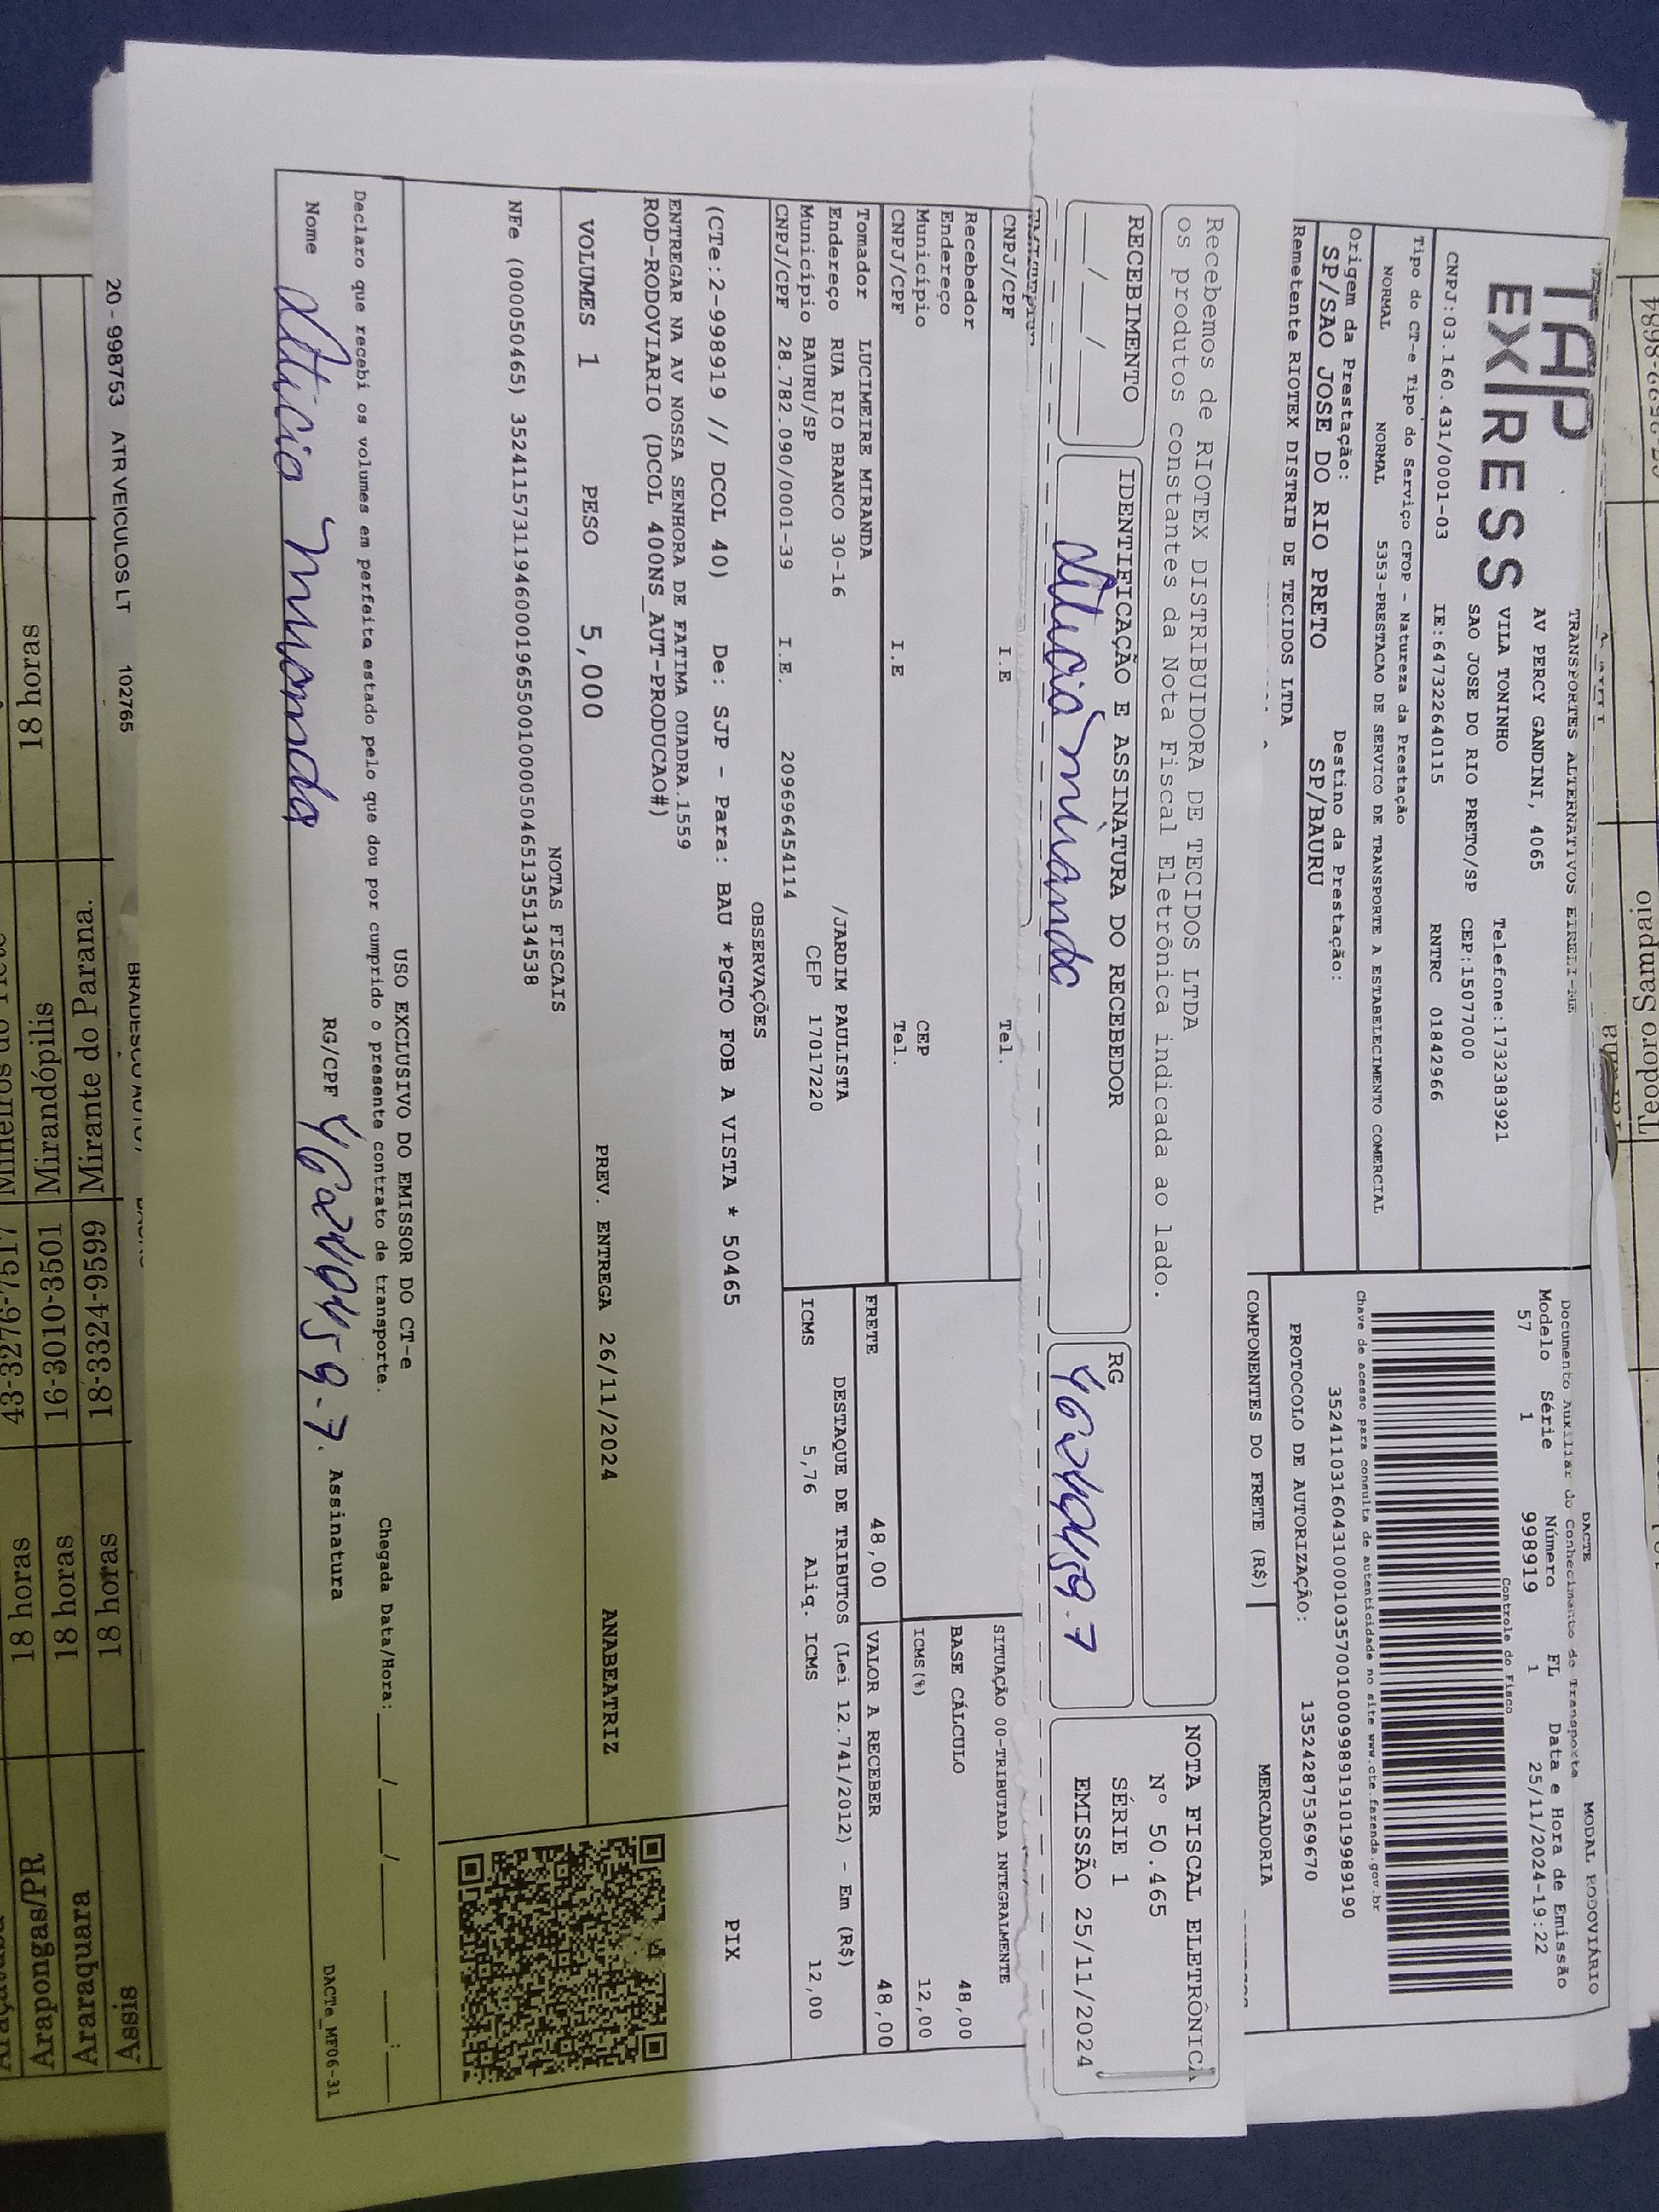 TAP
EXPRESS
TRANSPORTES ALTERNATIVOS EIRELI-ME
AV PERCY GANDINI, 4065
VILA TONINHO Telefone:1732383921
SAO JOSE DO RIO PRETO/SP CEP:15077000
CNPJ:03.160.431/0001-03 IE:647322640115 RNTRC 01842966
Tipo do CT-e Tipo do Serviço CFOP - Natureza da Prestação
NORMAL NORMAL 5353-PRESTACAO DE SERVICO DE TRANSPORTE A ESTABELECIMENTO COMERCIAL
Origem da Prestação: Destino da Prestação:
SP/SAO JOSE DO RIO PRETO SP/BAURU
Remetente RIOTEX DISTRIB DE TECIDOS LTDA
DACTE MODAL RODOVIÁRIO
Documento Auxiliar do Conhecimento de Transporte
Modelo Série Número FL Data e Hora de Emissão
57 1 998919 1 25/11/2024-19:22
Controle do Fisco
Chave de acesso para consulta de autenticidade no site www.cte.fazenda.gov.br
35241103160431000103570010009989191019989190
PROTOCOLO DE AUTORIZAÇÃO: 135242875369670
COMPONENTES DO FRETE (R$) MERCADORIA
Recebemos de RIOTEX DISTRIBUIDORA DE TECIDOS LTDA
os produtos constantes da Nota Fiscal Eletrônica indicada ao lado.
RECEBIMENTO IDENTIFICAÇÃO E ASSINATURA DO RECEBEDOR RG
___/___/___
NOTA FISCAL ELETRÔNICA
Nº 50.465
SÉRIE 1
EMISSÃO 25/11/2024
CNPJ/CPF I.E Tel.
Recebedor
Endereço
Município CEP
CNPJ/CPF I.E Tel.
SITUAÇÃO 00-TRIBUTADA INTEGRALMENTE
BASE CÁLCULO 48,00
ICMS(%) 12,00
Tomador LUCIMEIRE MIRANDA
Endereço RUA RIO BRANCO 30-16 /JARDIM PAULISTA
Município BAURU/SP CEP 17017220
CNPJ/CPF 28.782.090/0001-39 I.E. 209696454114
FRETE 48,00 VALOR A RECEBER 48,00
DESTAQUE DE TRIBUTOS (Lei 12.741/2012) - Em (R$)
ICMS 5,76 Aliq. ICMS 12,00
OBSERVAÇÕES
(CTe:2-998919 // DCOL 40) De: SJP - Para: BAU *PGTO FOB A VISTA * 50465
ENTREGAR NA AV NOSSA SENHORA DE FATIMA QUADRA.1559
ROD-RODOVIARIO (DCOL 400NS_AUT-PRODUCAO#)
PIX
VOLUMES 1 PESO 5,000 PREV. ENTREGA 26/11/2024 ANABEATRIZ
NOTAS FISCAIS
NFe (000050465) 35241157311946000196550010000504651355134538
USO EXCLUSIVO DO EMISSOR DO CT-e
Declaro que recebi os volumes em perfeito estado pelo que dou por cumprido o presente contrato de transporte. Chegada Data/Hora: ___/___/___ __:__
Nome RG/CPF Assinatura
DACTe_MF06-31
20 - 998753 ATR VEICULOS LT 102765
Teodoro Sampaio
18 horas
Mirandópilis
Mirante do Parana.
16-3010-3501
18-3324-9599
18 horas
18 horas
18 horas
Arapongas/PR
Araraquara
Assis